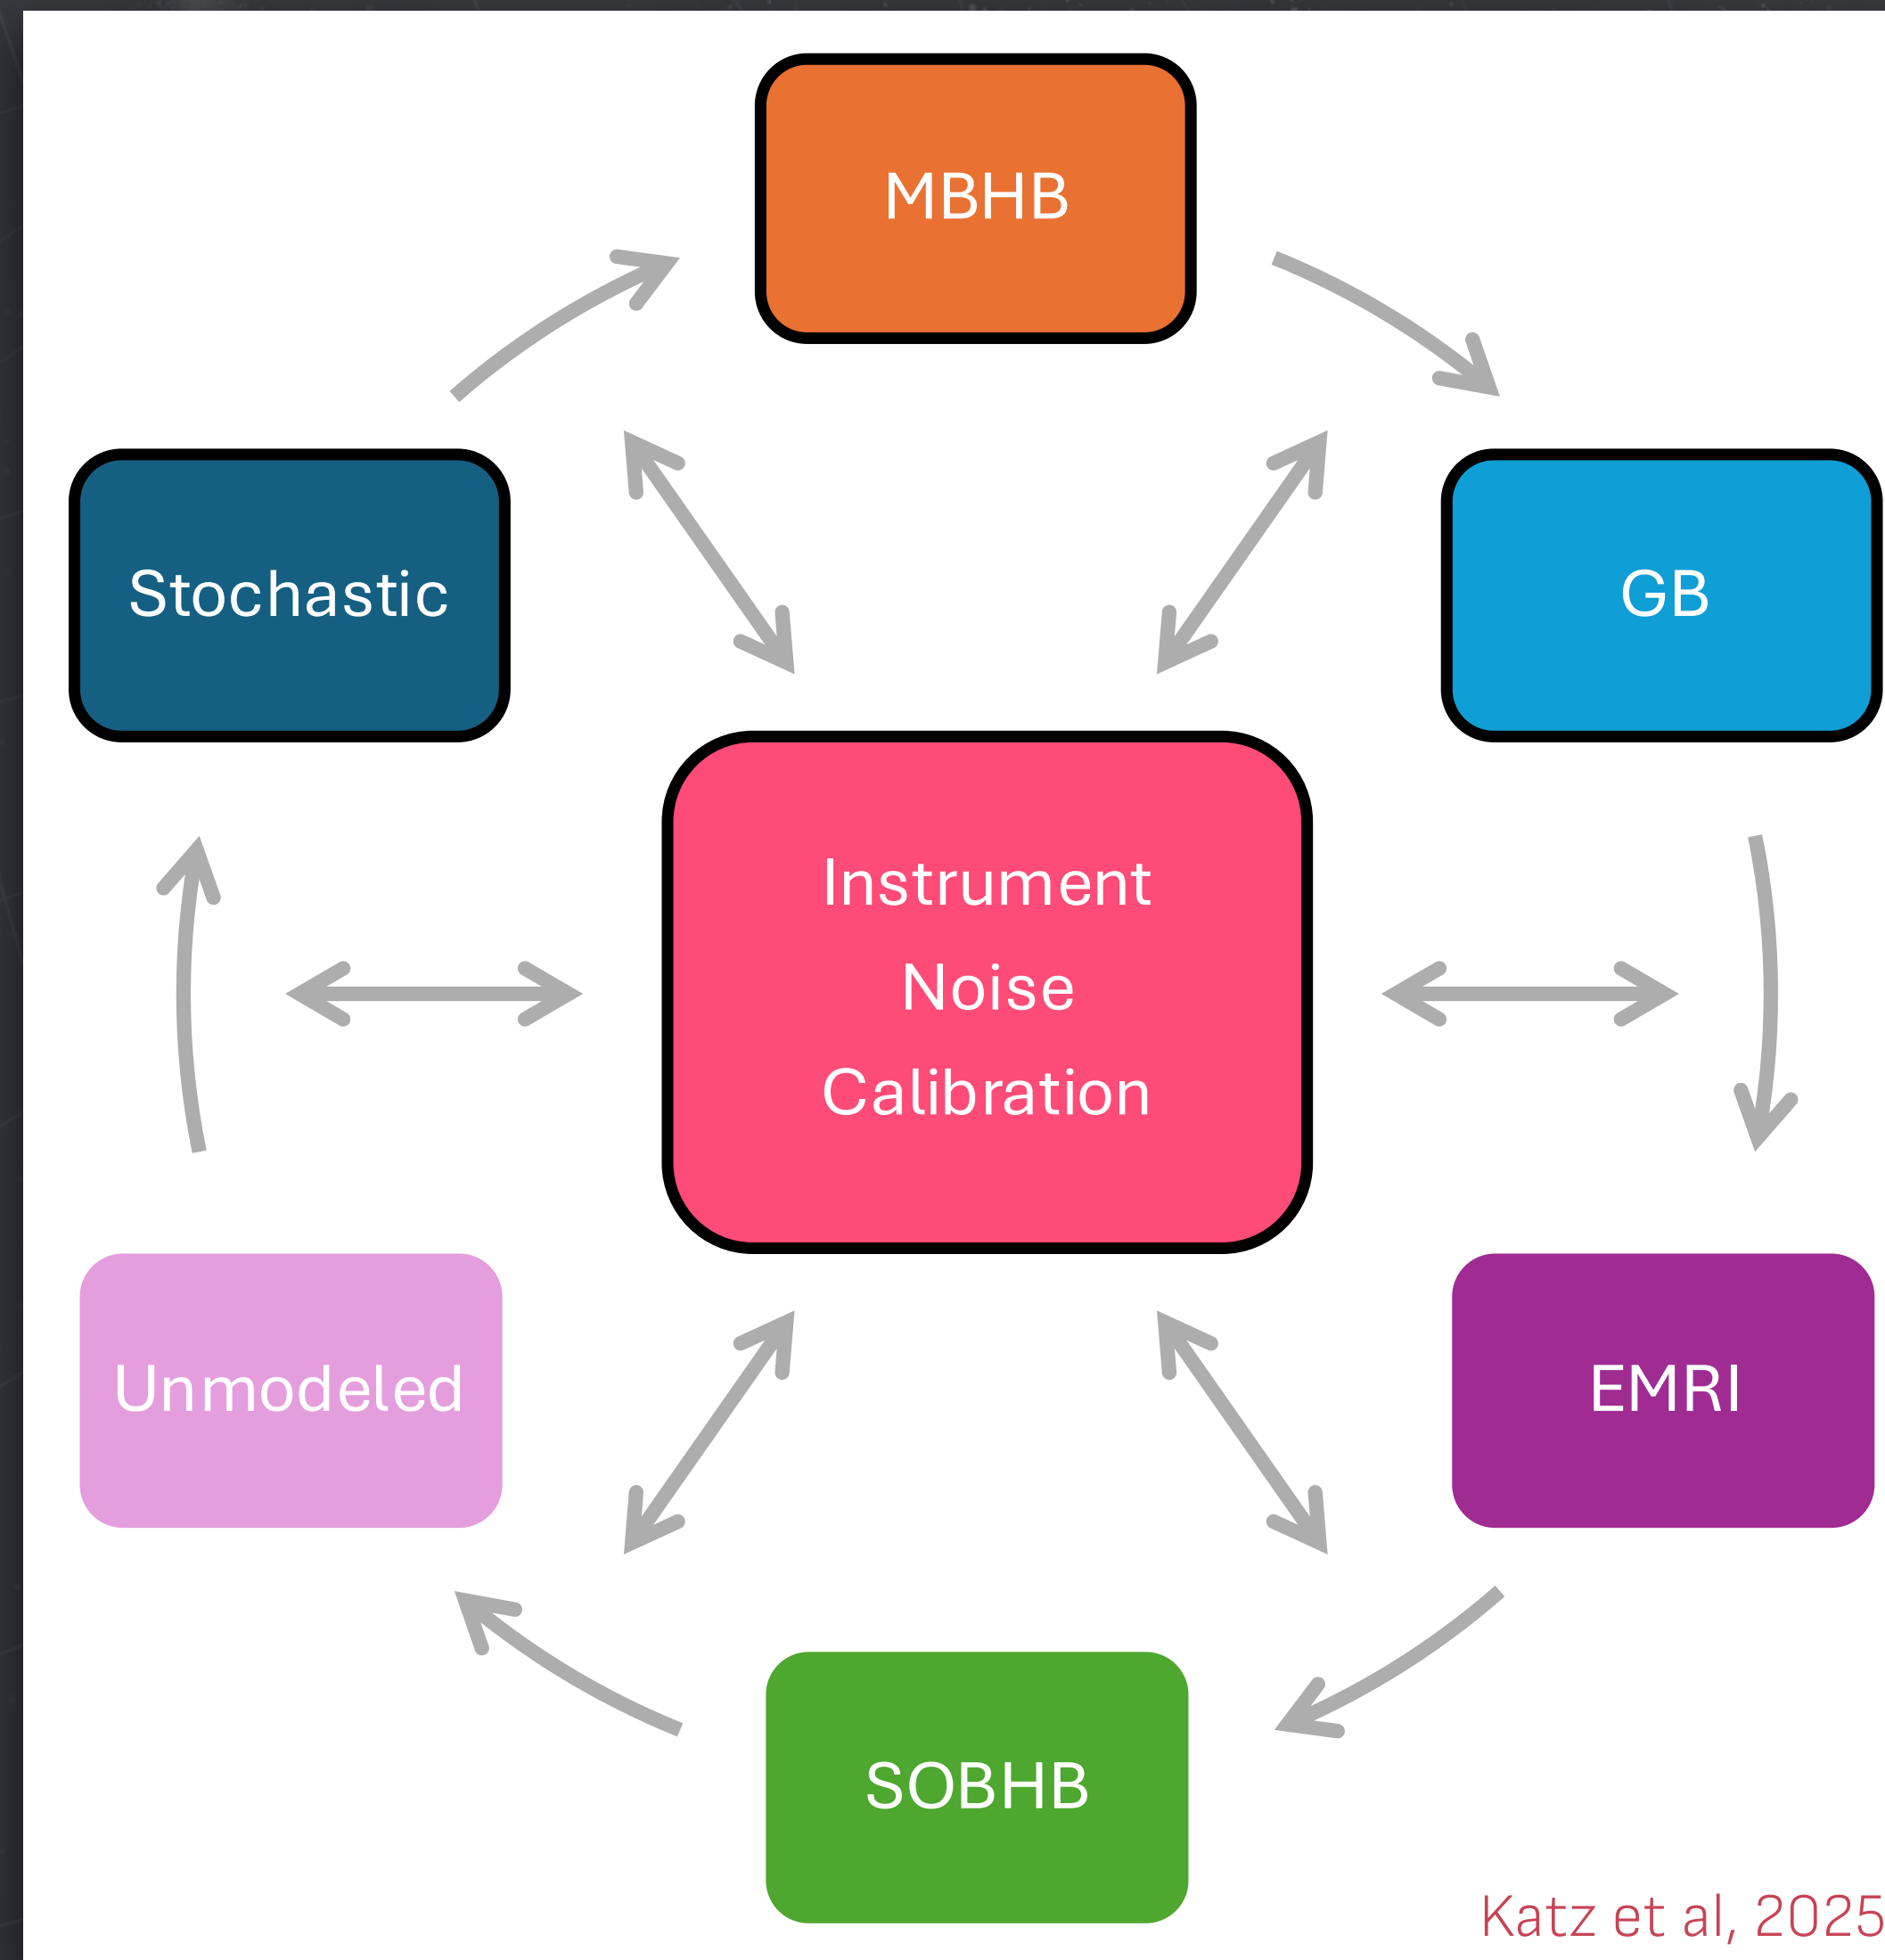 MBHB
Stochastic
GB
Instrument
Noise
Calibration
Unmodeled
EMRI
SOBHB
Katz et al, 2025